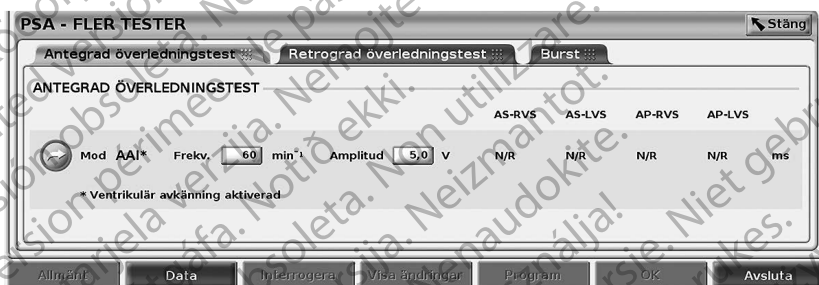 PSA - FLER TESTER
Stäng
Antegrad överledningstest
Retrograd överledningstest
Burst
ANTEGRAD ÖVERLEDNINGSTEST
AS-RVS AS-LVS AP-RVS AP-LVS
Mod AAI* Frekv. 60 min⁻¹ Amplitud 5,0 V N/R N/R N/R N/R ms
* Ventrikulär avkänning aktiverad
Allmänt Data Interrogera Visa ändringar Program OK Avsluta